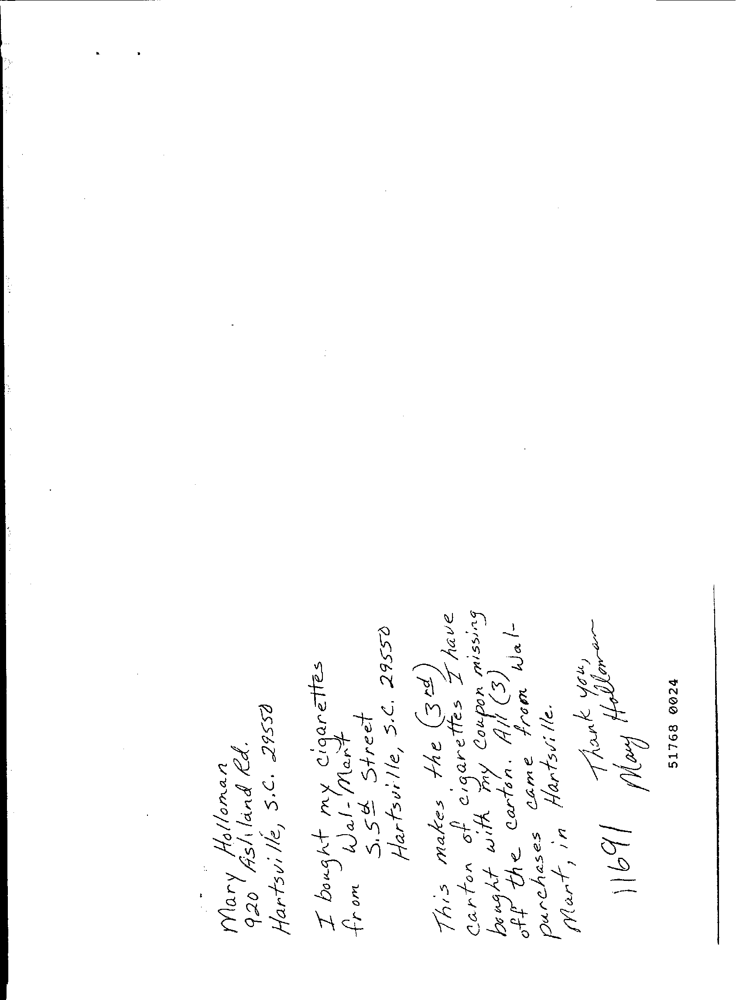 Mary Holloman
920 Ashland Rd.
Hartsville, S.C. 29550
I bought my cigarettes
from Wal-Mart
S. 5th Street
Hartsville, S.C. 29550
This makes the (3rd)
carton of cigarettes I have
bought with my coupon missing
off the carton. All (3)
purchases came from Wal-
Mart, in Hartsville.
Thank you,
Mary Holloman
11691
51768 0024